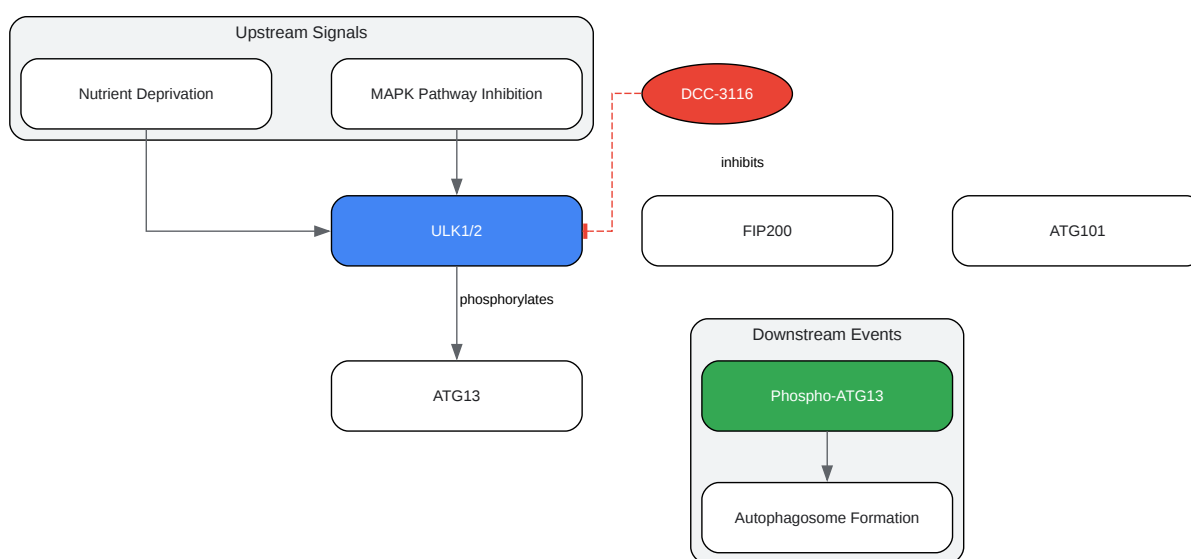 Upstream Signals
Nutrient Deprivation
MAPK Pathway Inhibition
DCC-3116
inhibits
ULK1/2
FIP200
ATG101
phosphorylates
Downstream Events
ATG13
Phospho-ATG13
Autophagosome Formation